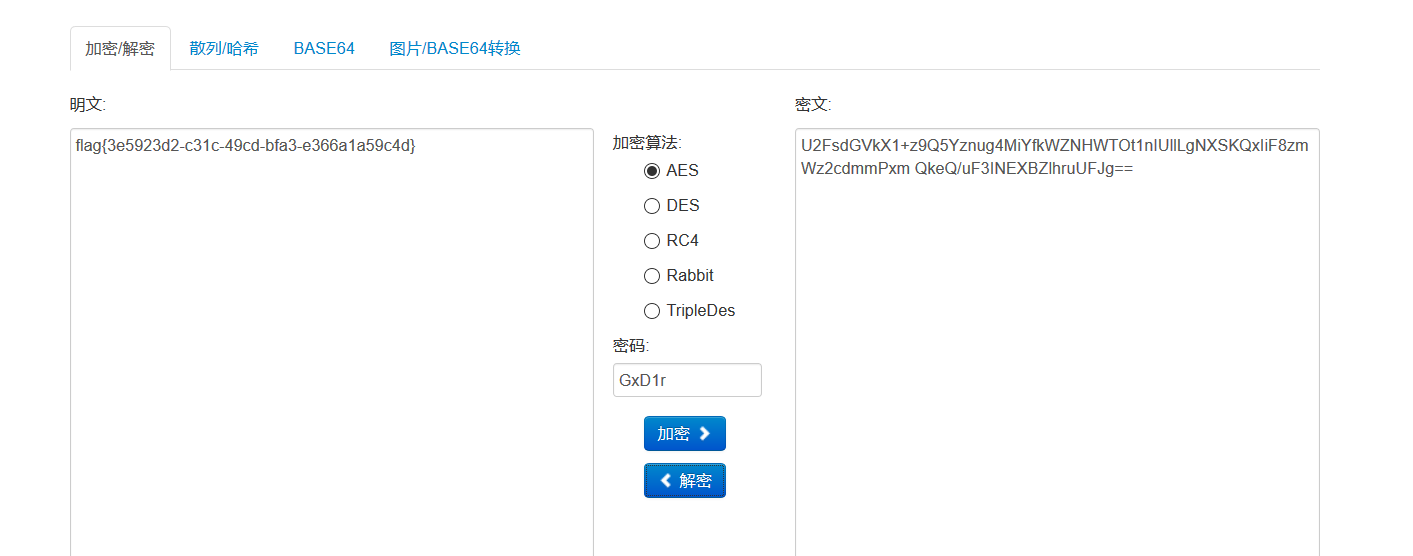 加密/解密 散列/哈希 BASE64 图片/BASE64转换
明文:
密文:
flag{3e5923d2-c31c-49cd-bfa3-e366a1a59c4d}
加密算法:
AES
DES
RC4
Rabbit
TripleDes
密码:
GxD1r
加密
解密
U2FsdGVkX1+z9Q5Yznug4MiYfkWZNHWTOt1nIUllLgNXSKQxIiF8zm
Wz2cdmmPxm QkeQ/uF3INEXBZlhruUFJg==